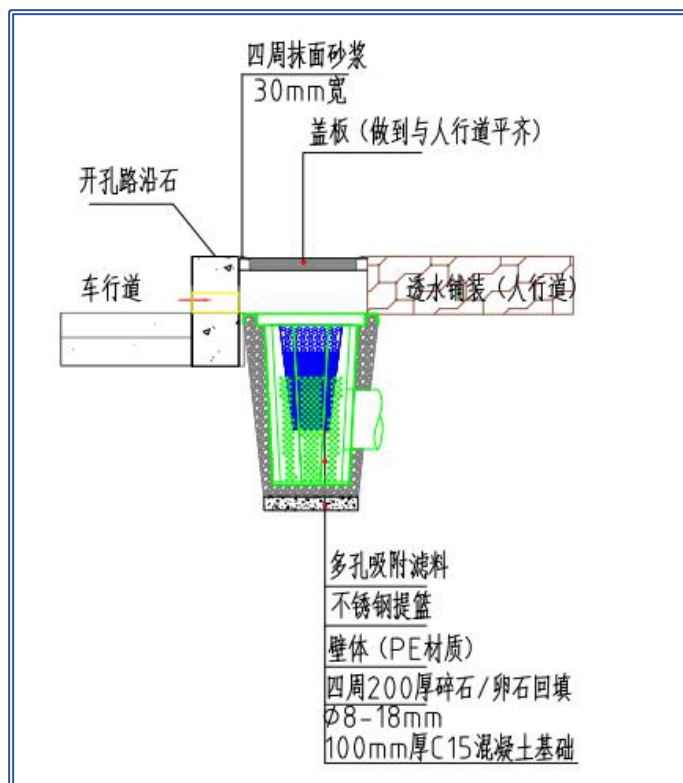 四周抹面砂浆
30mm宽
盖板（做到与人行道平齐）
开孔路沿石
车行道
透水铺装（人行道）
多孔吸附滤料
不锈钢提篮
壁体（PE材质）
四周200厚碎石/卵石回填
Φ8-18mm
100mm厚C15混凝土基础